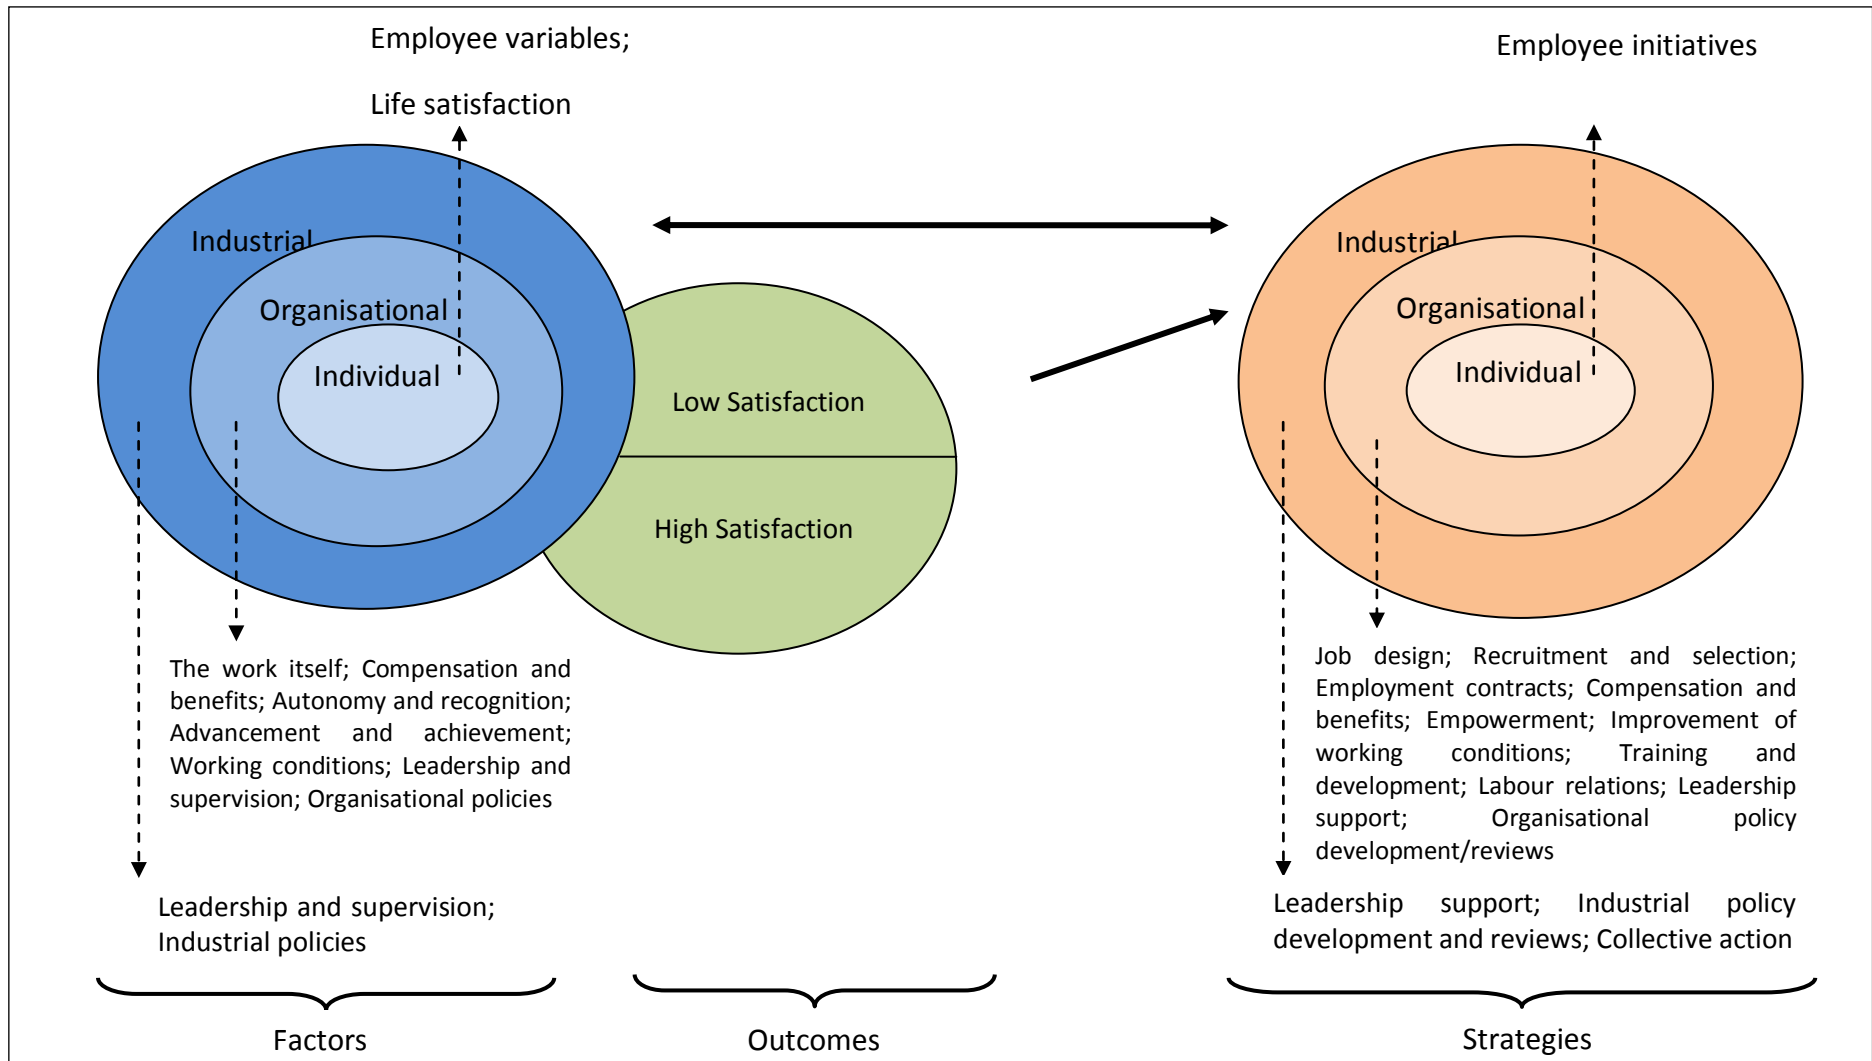 Employee variables;
Life satisfaction
Employee initiatives
Industrial
Organisational
Individual
Low Satisfaction
High Satisfaction
Industrial
Organisational
Individual
The work itself; Compensation and
benefits; Autonomy and recognition;
Advancement and achievement;
Working conditions; Leadership and
supervision; Organisational policies
Leadership and supervision;
Industrial policies
Job design; Recruitment and selection;
Employment contracts; Compensation and
benefits; Empowerment; Improvement of
working conditions; Training and
development; Labour relations; Leadership
support; Organisational policy
development/reviews
Leadership support; Industrial policy
development and reviews; Collective action
Factors
Outcomes
Strategies